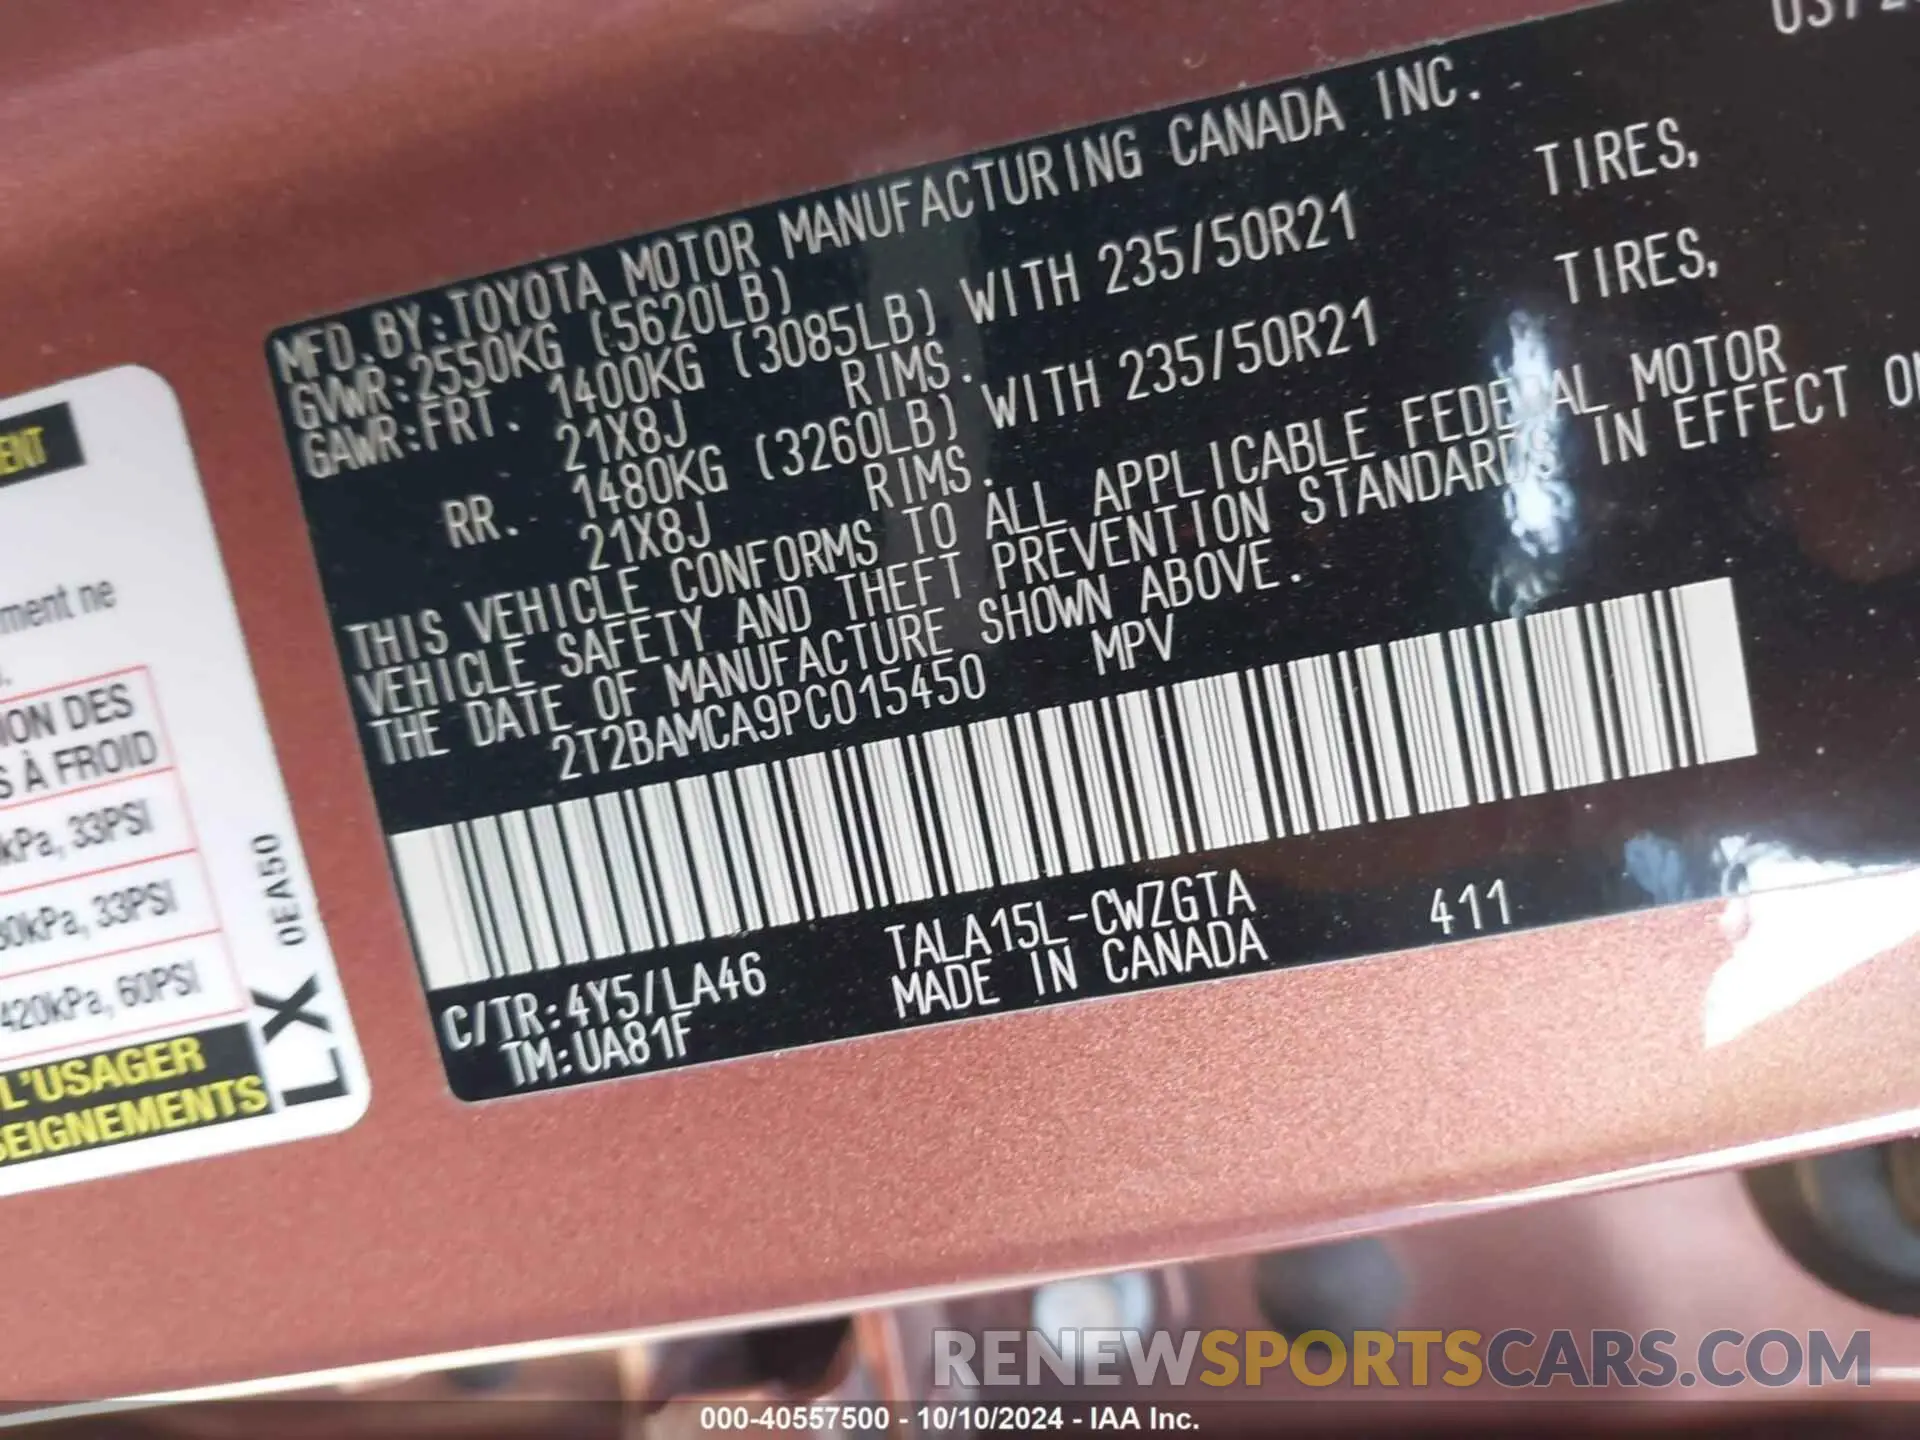 MFD.BY:TOYOTA MOTOR MANUFACTURING CANADA INC.
GVWR:2550KG (5620LB)
GAWR:FRT. 1400KG (3085LB) WITH 235/50R21 TIRES,
21X8J RIMS.
RR. 1480KG (3260LB) WITH 235/50R21 TIRES,
21X8J RIMS.
THIS VEHICLE CONFORMS TO ALL APPLICABLE FEDERAL MOTOR
VEHICLE SAFETY AND THEFT PREVENTION STANDARDS IN EFFECT ON
THE DATE OF MANUFACTURE SHOWN ABOVE.
2T2BAMCA9PC015450 MPV
C/TR:4Y5/LA46 TALA15L-CWZGTA 411
TM:UA81F MADE IN CANADA
ENT
ment ne
ION DES
S À FROID
kPa, 33PSI
30kPa, 33PSI
420kPa, 60PSI
L'USAGER
SEIGNEMENTS
LX 0EA50
RENEWSPORTSCARS.COM
000-40557500 - 10/10/2024 - IAA Inc.